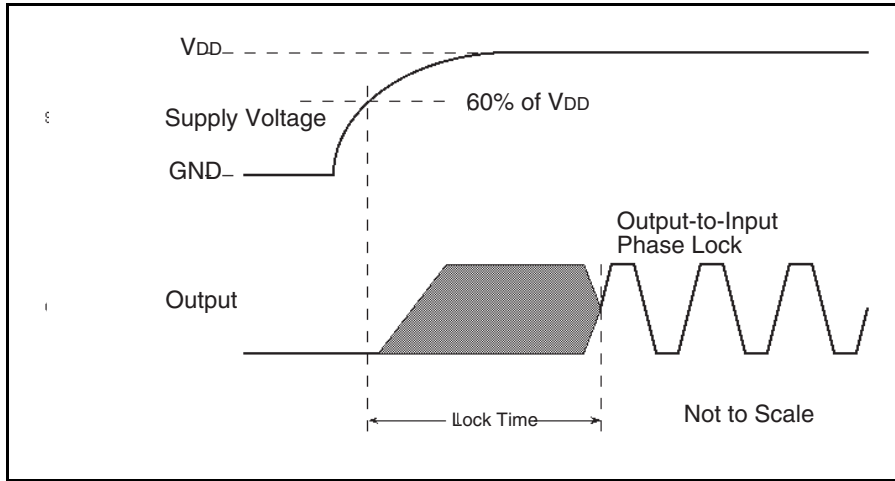 VDD
60% of VDD
Supply Voltage
GND
Output-to-Input
Phase Lock
Output
Lock Time
Not to Scale